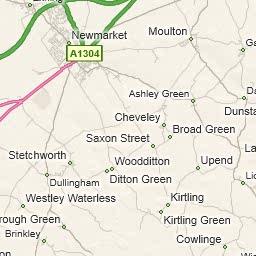 Newmarket
Moulton
A1304
Ashley Green
Cheveley
Broad Green
Saxon Street
Stetchworth
Woodditton
Upend
Dullingham
Ditton Green
Westley Waterless
Kirtling
Kirtling Green
Brinkley
Cowlinge